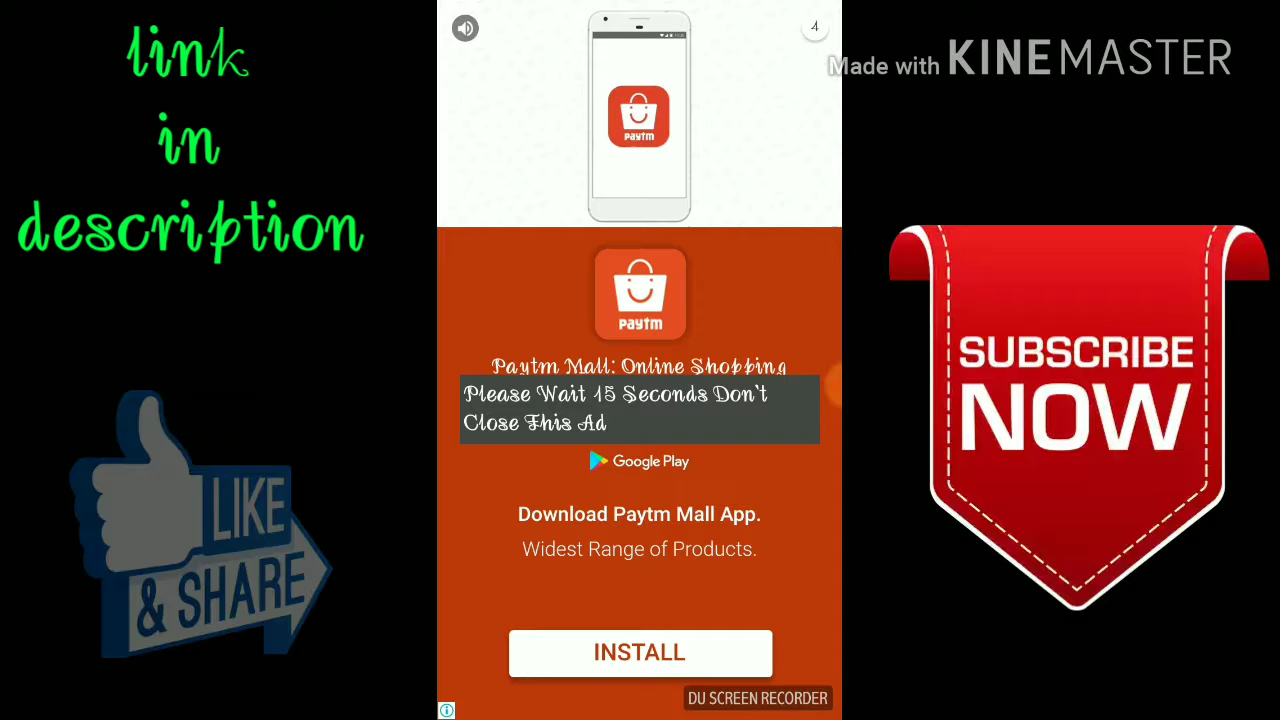 link
in
description
4
Made with KINEMASTER
paytm
paytm
Paytm Mall: Online Shopping
Please Wait 15 Seconds Don't
Close This Ad
Google Play
Download Paytm Mall App.
Widest Range of Products.
INSTALL
DU SCREEN RECORDER
LIKE
& SHARE
SUBSCRIBE
NOW